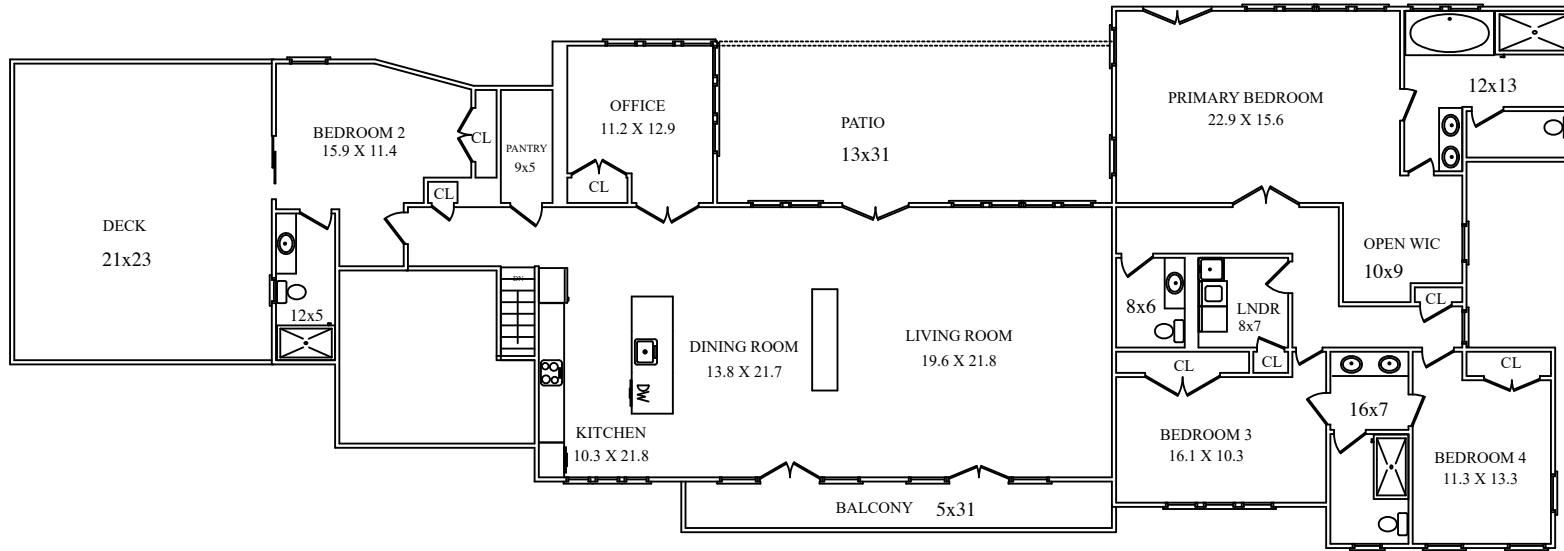 PRIMARY BEDROOM
22.9 X 15.6
12x13
OFFICE
11.2 X 12.9
CL
PATIO
13x31
BEDROOM 2
15.9 X 11.4
CL
PANTRY
9x5
CL
DECK
21x23
12x5
DN
OPEN WIC
10x9
CL
8x6
LNDR
8x7
CL
CL
CL
DINING ROOM
13.8 X 21.7
LIVING ROOM
19.6 X 21.8
DW
KITCHEN
10.3 X 21.8
16x7
BEDROOM 3
16.1 X 10.3
BEDROOM 4
11.3 X 13.3
BALCONY 5x31